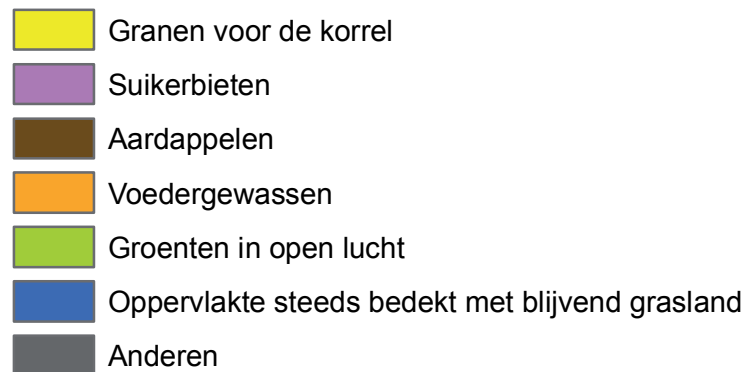 Granen voor de korrel
Suikerbieten
Aardappelen
Voedergewassen
Groenten in open lucht
Oppervlakte steeds bedekt met blijvend grasland
Anderen